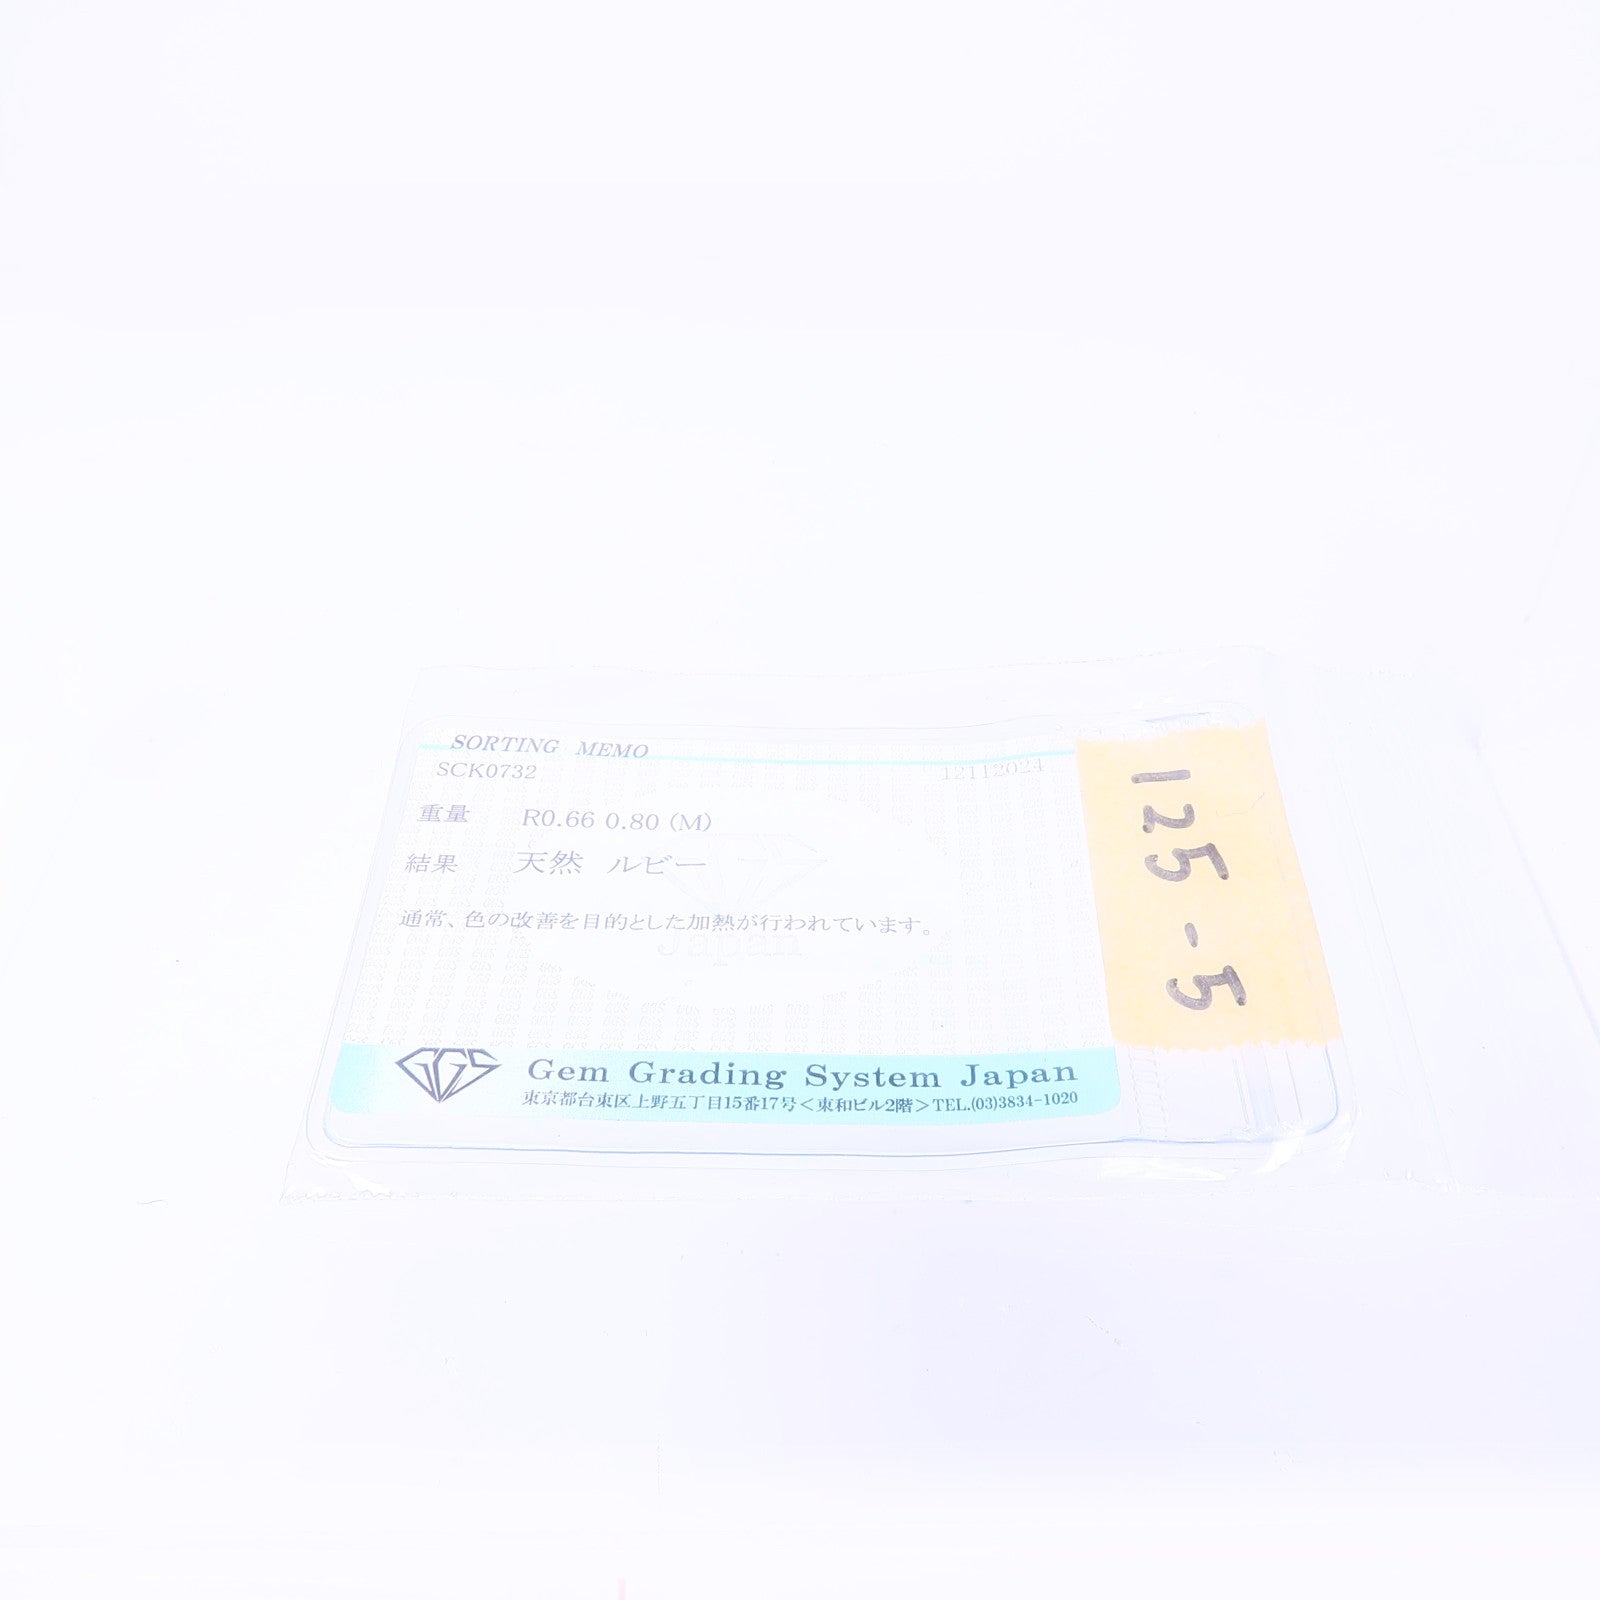 SORTING MEMO
SCK0732 12112024
重量 R0.66 0.80 (M)
結果 天然 ルビー
通常、色の改善を目的とした加熱が行われています。
Japan
GGS Gem Grading System Japan
東京都台東区上野五丁目15番17号<東和ビル2階>TEL.(03)3834-1020
125-5